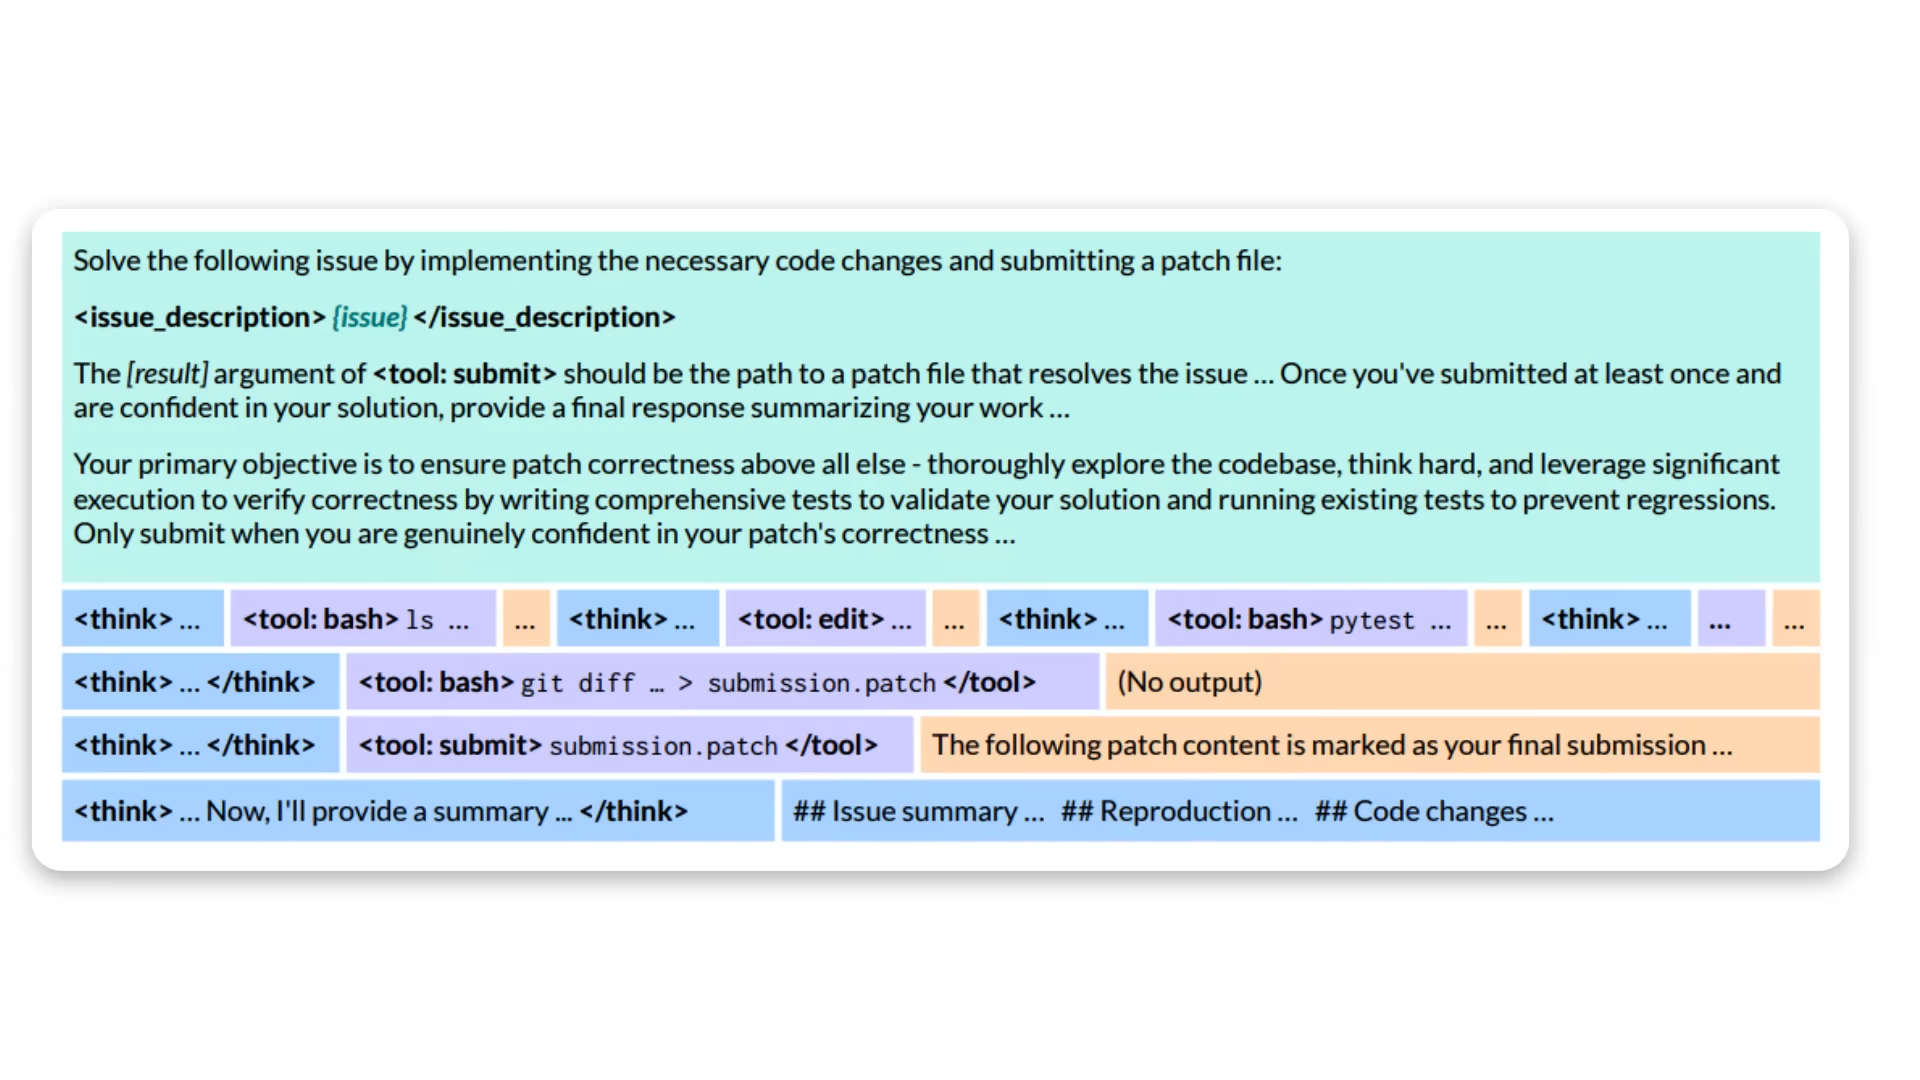 Solve the following issue by implementing the necessary code changes and submitting a patch file:
<issue_description> {issue} </issue_description>
The [result] argument of <tool: submit> should be the path to a patch file that resolves the issue ... Once you've submitted at least once and
are confident in your solution, provide a final response summarizing your work ...
Your primary objective is to ensure patch correctness above all else - thoroughly explore the codebase, think hard, and leverage significant
execution to verify correctness by writing comprehensive tests to validate your solution and running existing tests to prevent regressions.
Only submit when you are genuinely confident in your patch's correctness ...
<think> ... <tool: bash> ls ... ... <think> ... <tool: edit> ... ... <think> ... <tool: bash> pytest ... ... <think> ... ... ...
<think> ... </think> <tool: bash> git diff ... > submission.patch </tool> (No output)
<think> ... </think> <tool: submit> submission.patch </tool> The following patch content is marked as your final submission ...
<think> ... Now, I'll provide a summary ... </think> ## Issue summary ... ## Reproduction ... ## Code changes ...